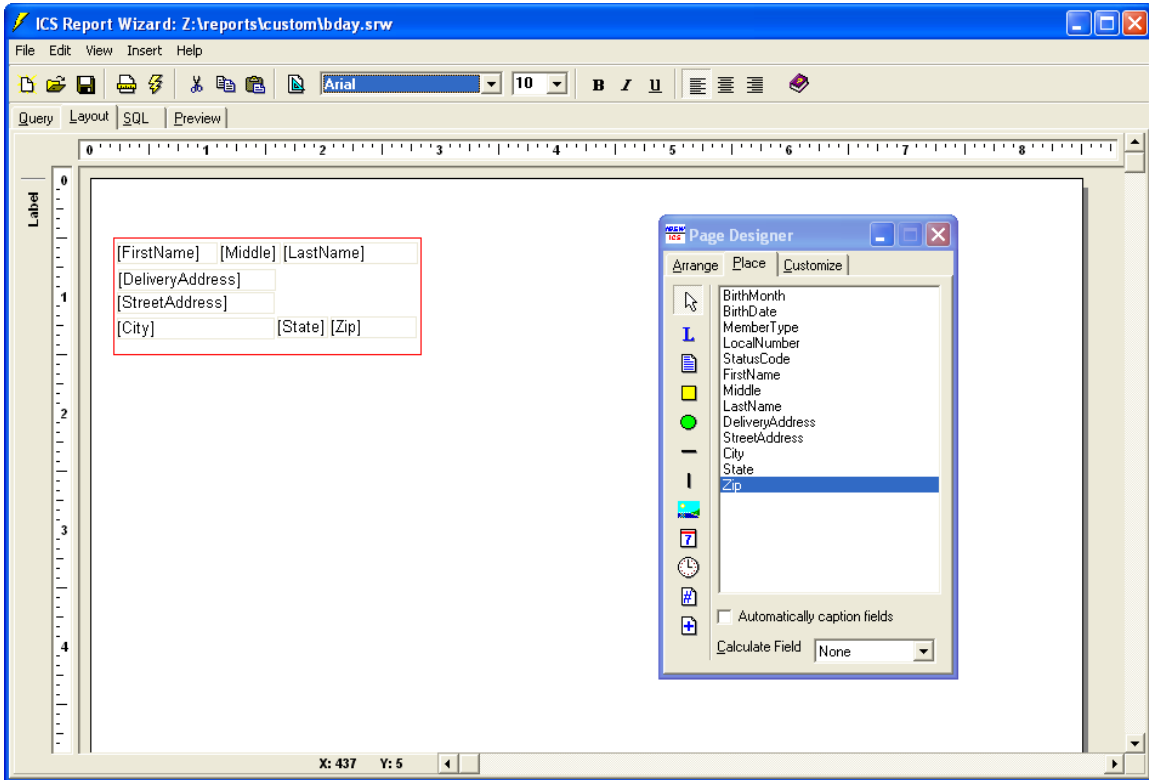 ICS Report Wizard: Z:\reports\custom\bday.srw
File Edit View Insert Help
Arial 10 B I U
Query Layout SQL Preview
0 1 2 3 4 5 6 7 8
Label
0
1
2
3
4
[FirstName] [Middle] [LastName]
[DeliveryAddress]
[StreetAddress]
[City] [State] [Zip]
Page Designer
Arrange Place Customize
L
7
#
BirthMonth
BirthDate
MemberType
LocalNumber
StatusCode
FirstName
Middle
LastName
DeliveryAddress
StreetAddress
City
State
Zip
Automatically caption fields
Calculate Field None
X: 437 Y: 5